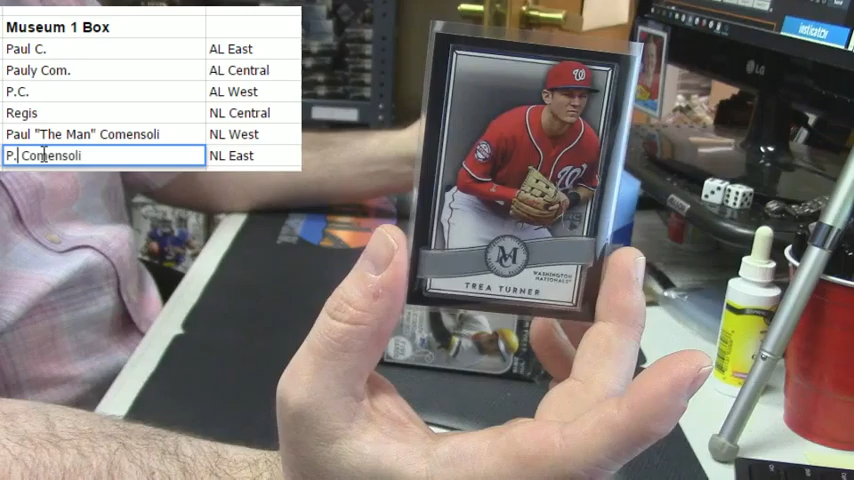 Museum 1 Box
Paul C. AL East
Pauly Com. AL Central
P.C. AL West
Regis NL Central
Paul "The Man" Comensoli NL West
P. Comensoli NL East
W
W
M
WASHINGTON
NATIONALS
TREA TURNER
LG